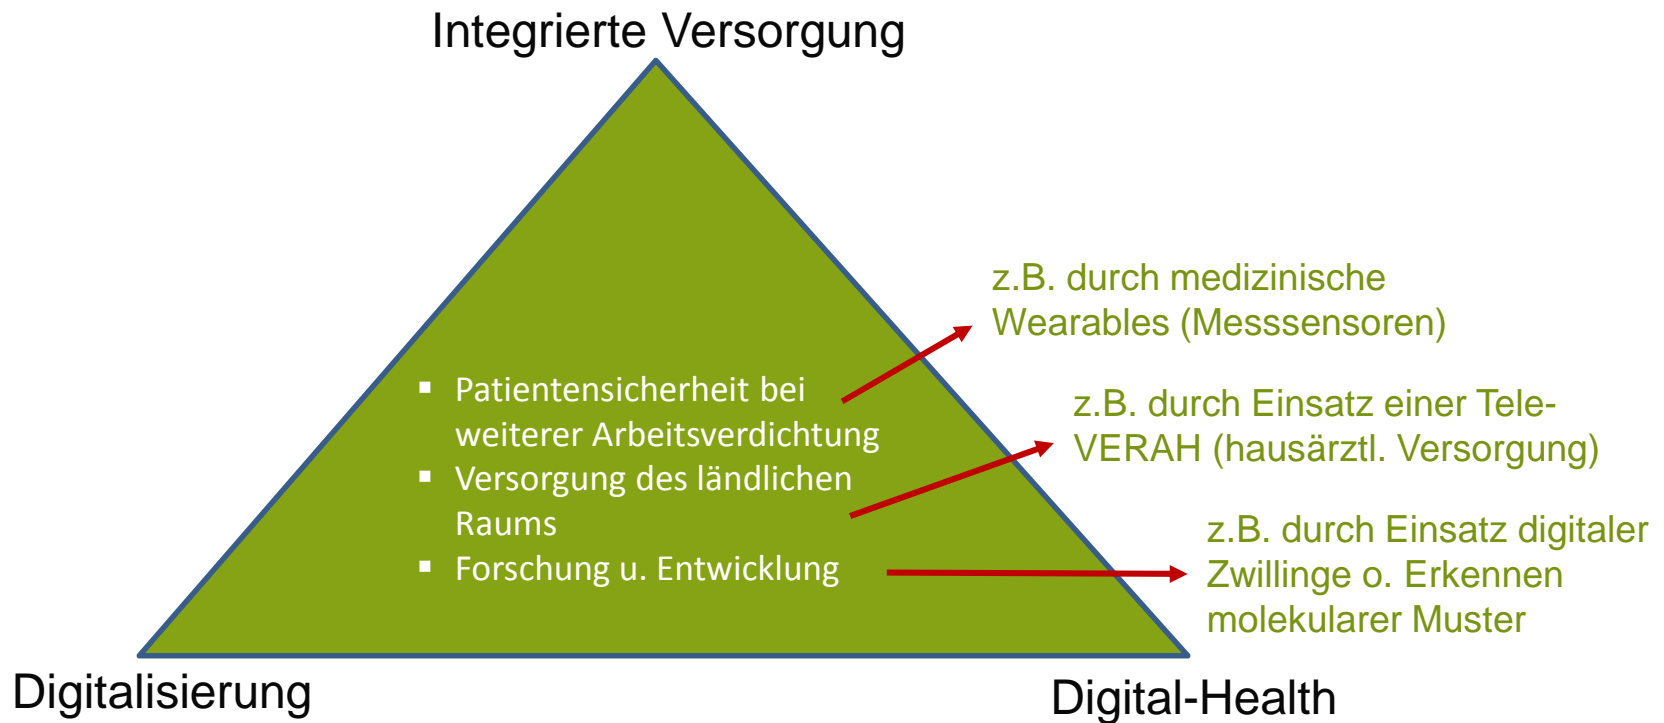 Integrierte Versorgung
z.B. durch medizinische
Wearables (Messsensoren)
▪ Patientensicherheit bei
weiterer Arbeitsverdichtung
z.B. durch Einsatz einer Tele-
VERAH (hausärztl. Versorgung)
▪ Versorgung des ländlichen
Raums
▪ Forschung u. Entwicklung
z.B. durch Einsatz digitaler
Zwillinge o. Erkennen
molekularer Muster
Digitalisierung
Digital-Health